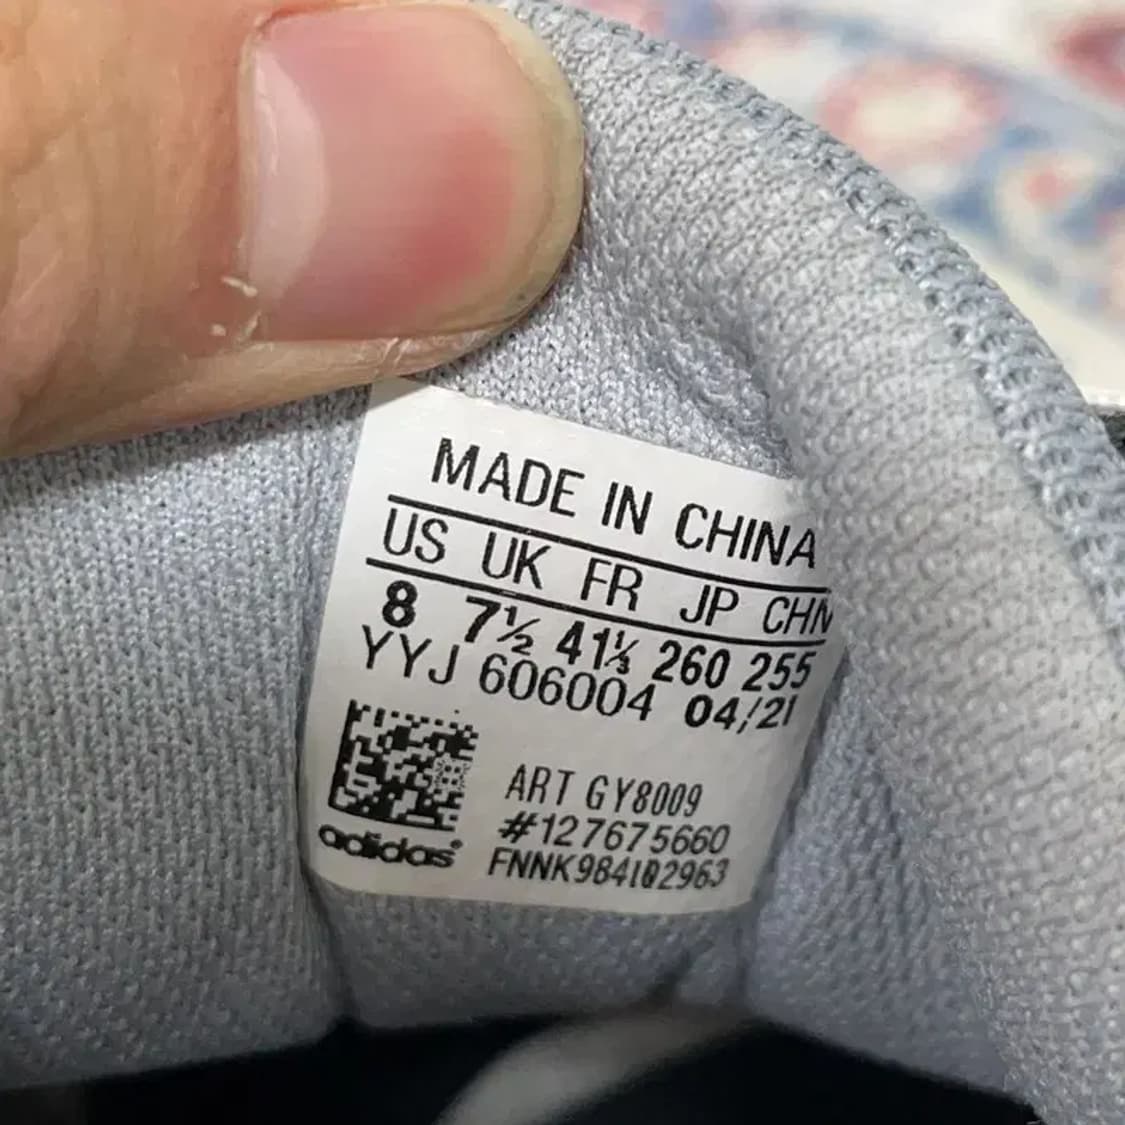 MADE IN CHINA
US UK FR JP CHN
8 7½ 41⅓ 260 255
YYJ 606004 04/21
ART GY8009
#127675660
adidas®